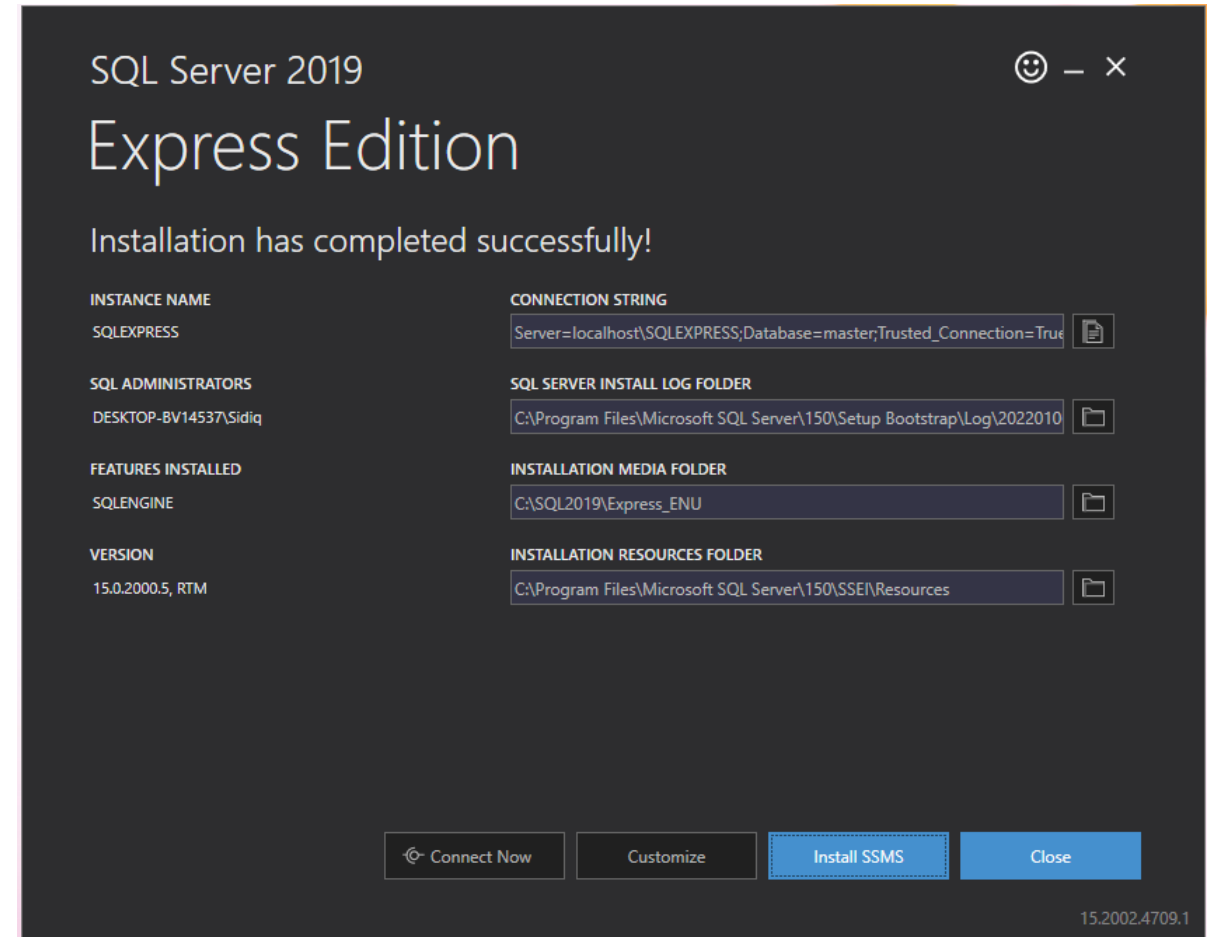 SQL Server 2019
Express Edition
Installation has completed successfully!
INSTANCE NAME
SQLEXPRESS
CONNECTION STRING
Server=localhost\SQLEXPRESS;Database=master;Trusted_Connection=True
SQL ADMINISTRATORS
DESKTOP-BV14537\Sidiq
SQL SERVER INSTALL LOG FOLDER
C:\Program Files\Microsoft SQL Server\150\Setup Bootstrap\Log\2022010
FEATURES INSTALLED
SQLENGINE
INSTALLATION MEDIA FOLDER
C:\SQL2019\Express_ENU
VERSION
15.0.2000.5, RTM
INSTALLATION RESOURCES FOLDER
C:\Program Files\Microsoft SQL Server\150\SSEI\Resources
Connect Now
Customize
Install SSMS
Close
15.2002.4709.1